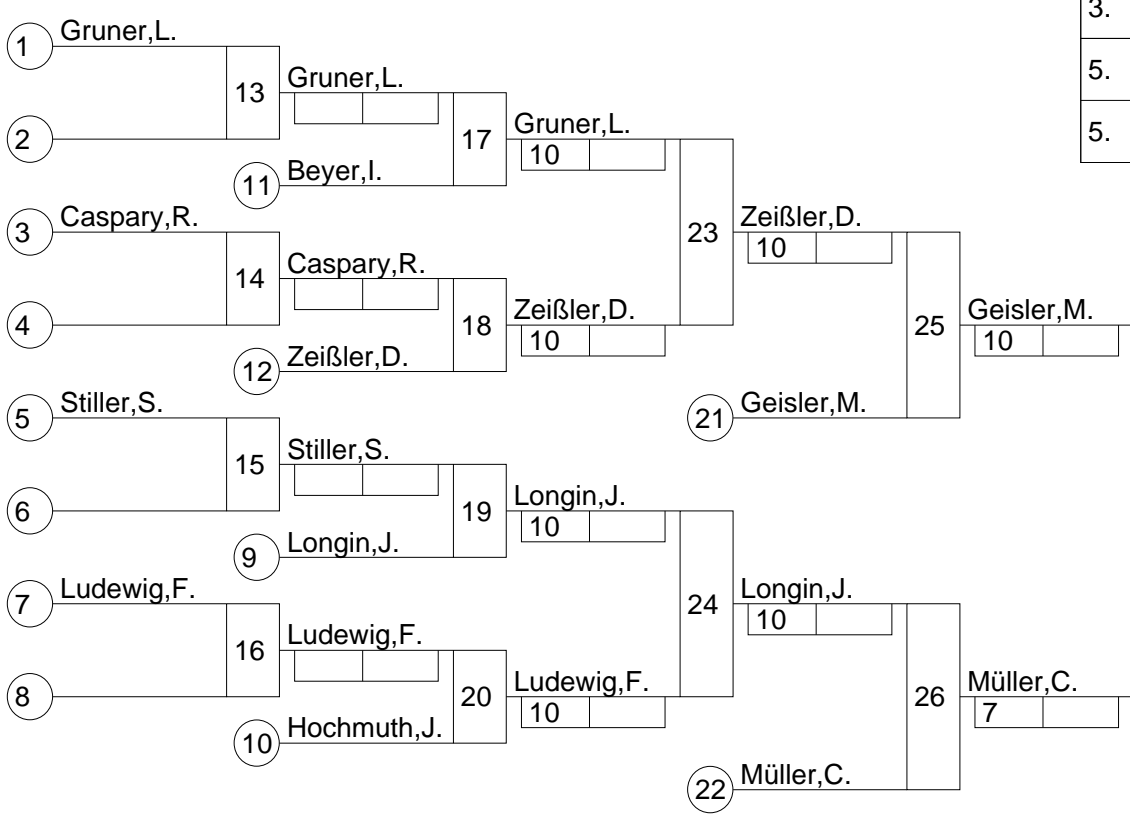 3.
1 Gruner,L.
5.
13 Gruner,L.
5.
2
17 Gruner,L.
10
11 Beyer,I.
3 Caspary,R.
23 Zeißler,D.
10
14 Caspary,R.
4
18 Zeißler,D.
10
25 Geisler,M.
10
12 Zeißler,D.
5 Stiller,S.
21 Geisler,M.
15 Stiller,S.
6
19 Longin,J.
10
9 Longin,J.
7 Ludewig,F.
24 Longin,J.
10
16 Ludewig,F.
8
20 Ludewig,F.
10
26 Müller,C.
7
10 Hochmuth,J.
22 Müller,C.